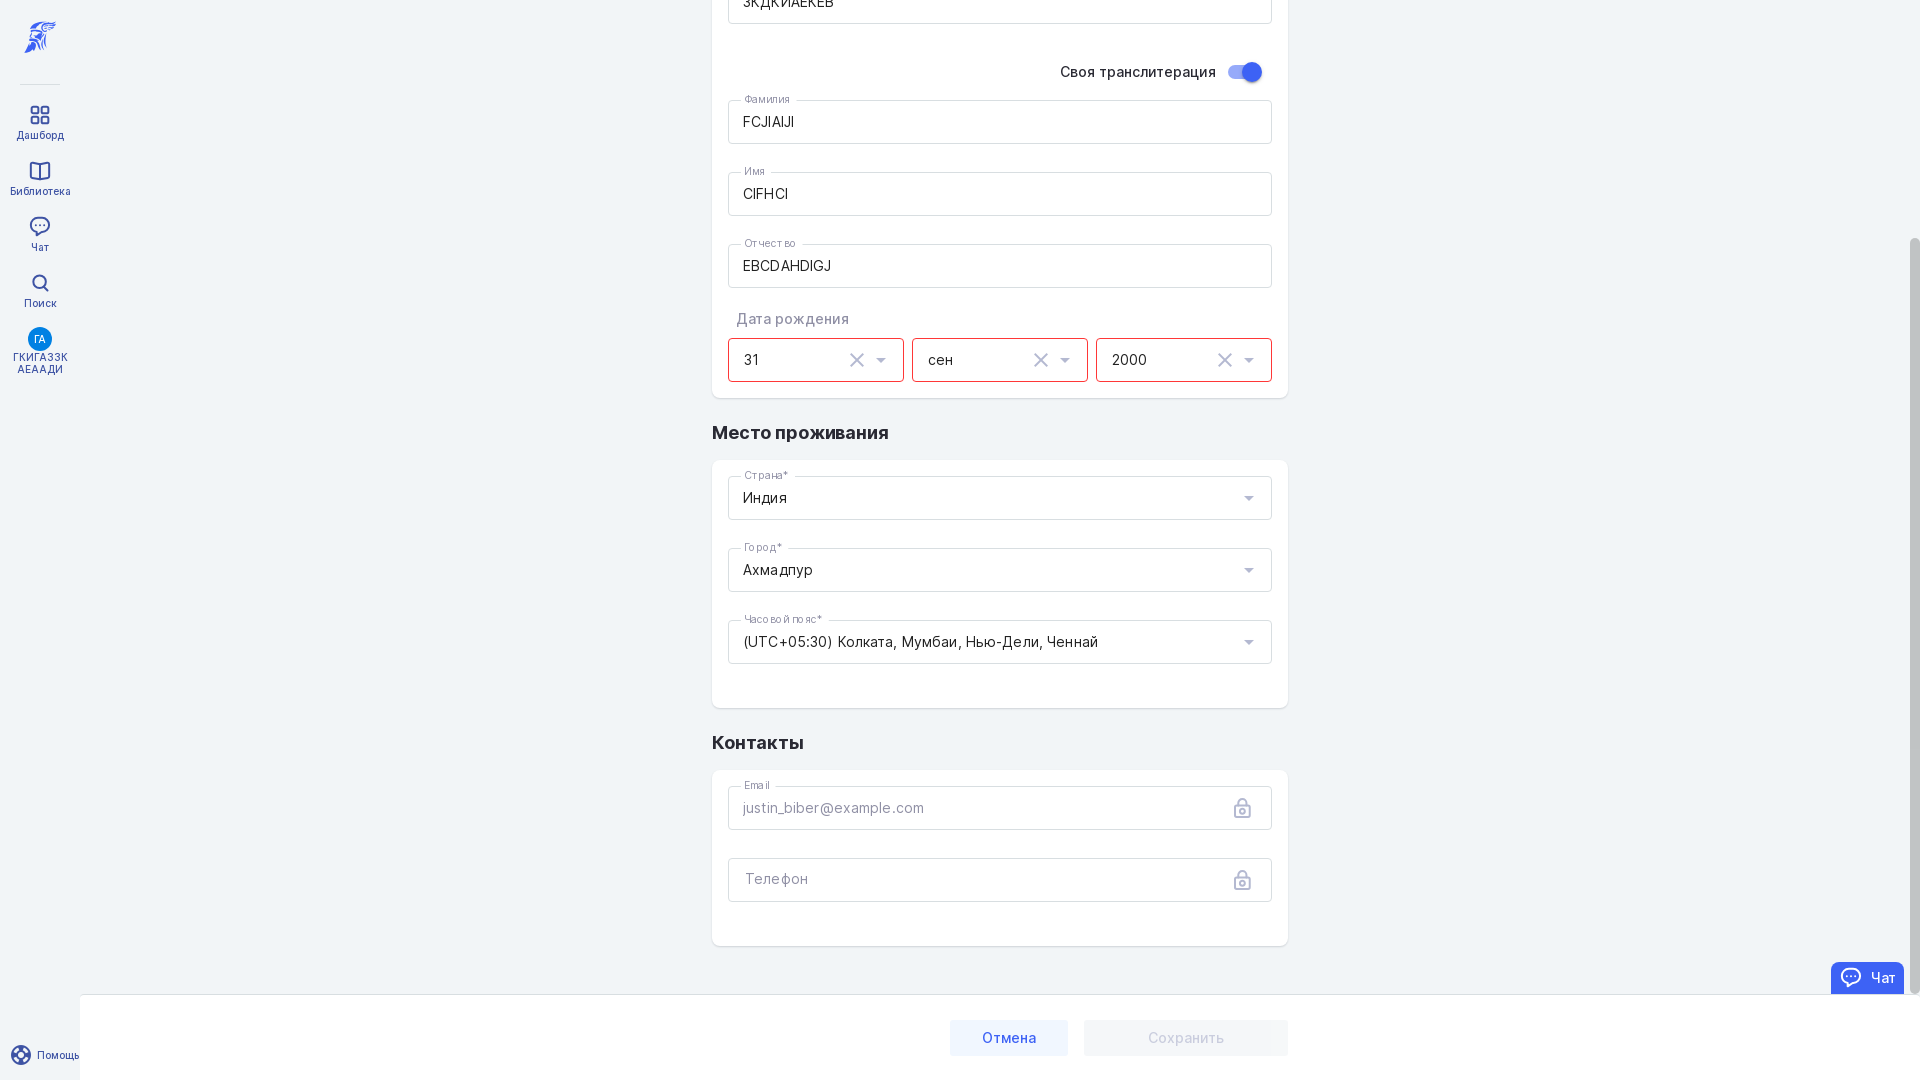 Дашборд
Библиотека
Чат
Поиск
ГА
ГКИГАЗЗК
АЕААДИ
Помощь
ЗКДКИАЕКЕВ
Своя транслитерация
Фамилия
FCJIAIJI
Имя
CIFHCI
Отчество
EBCDAHDIGJ
Дата рождения
31 сен 2000
Место проживания
Страна*
Индия
Город*
Ахмадпур
Часовой пояс*
(UTC+05:30) Колката, Мумбаи, Нью-Дели, Ченнай
Контакты
Email
justin_biber@example.com
Телефон
Чат
Отмена Сохранить